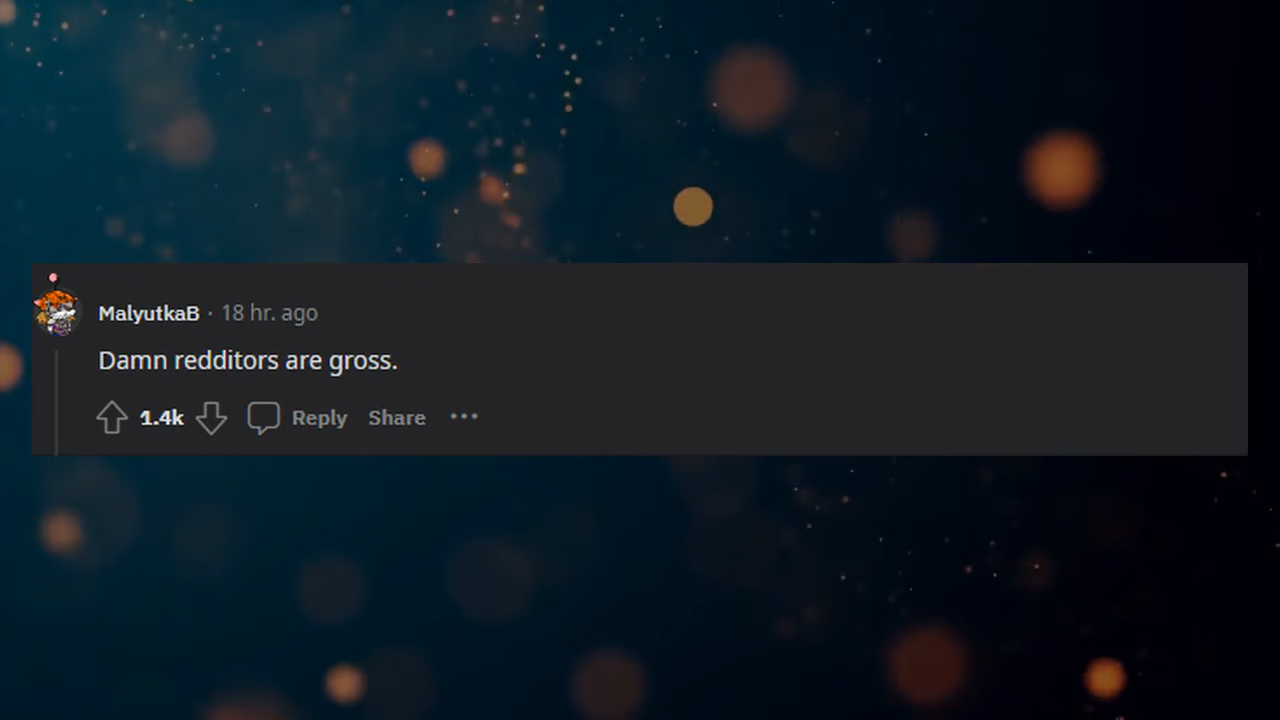 MalyutkaB · 18 hr. ago
Damn redditors are gross.
1.4k Reply Share ···